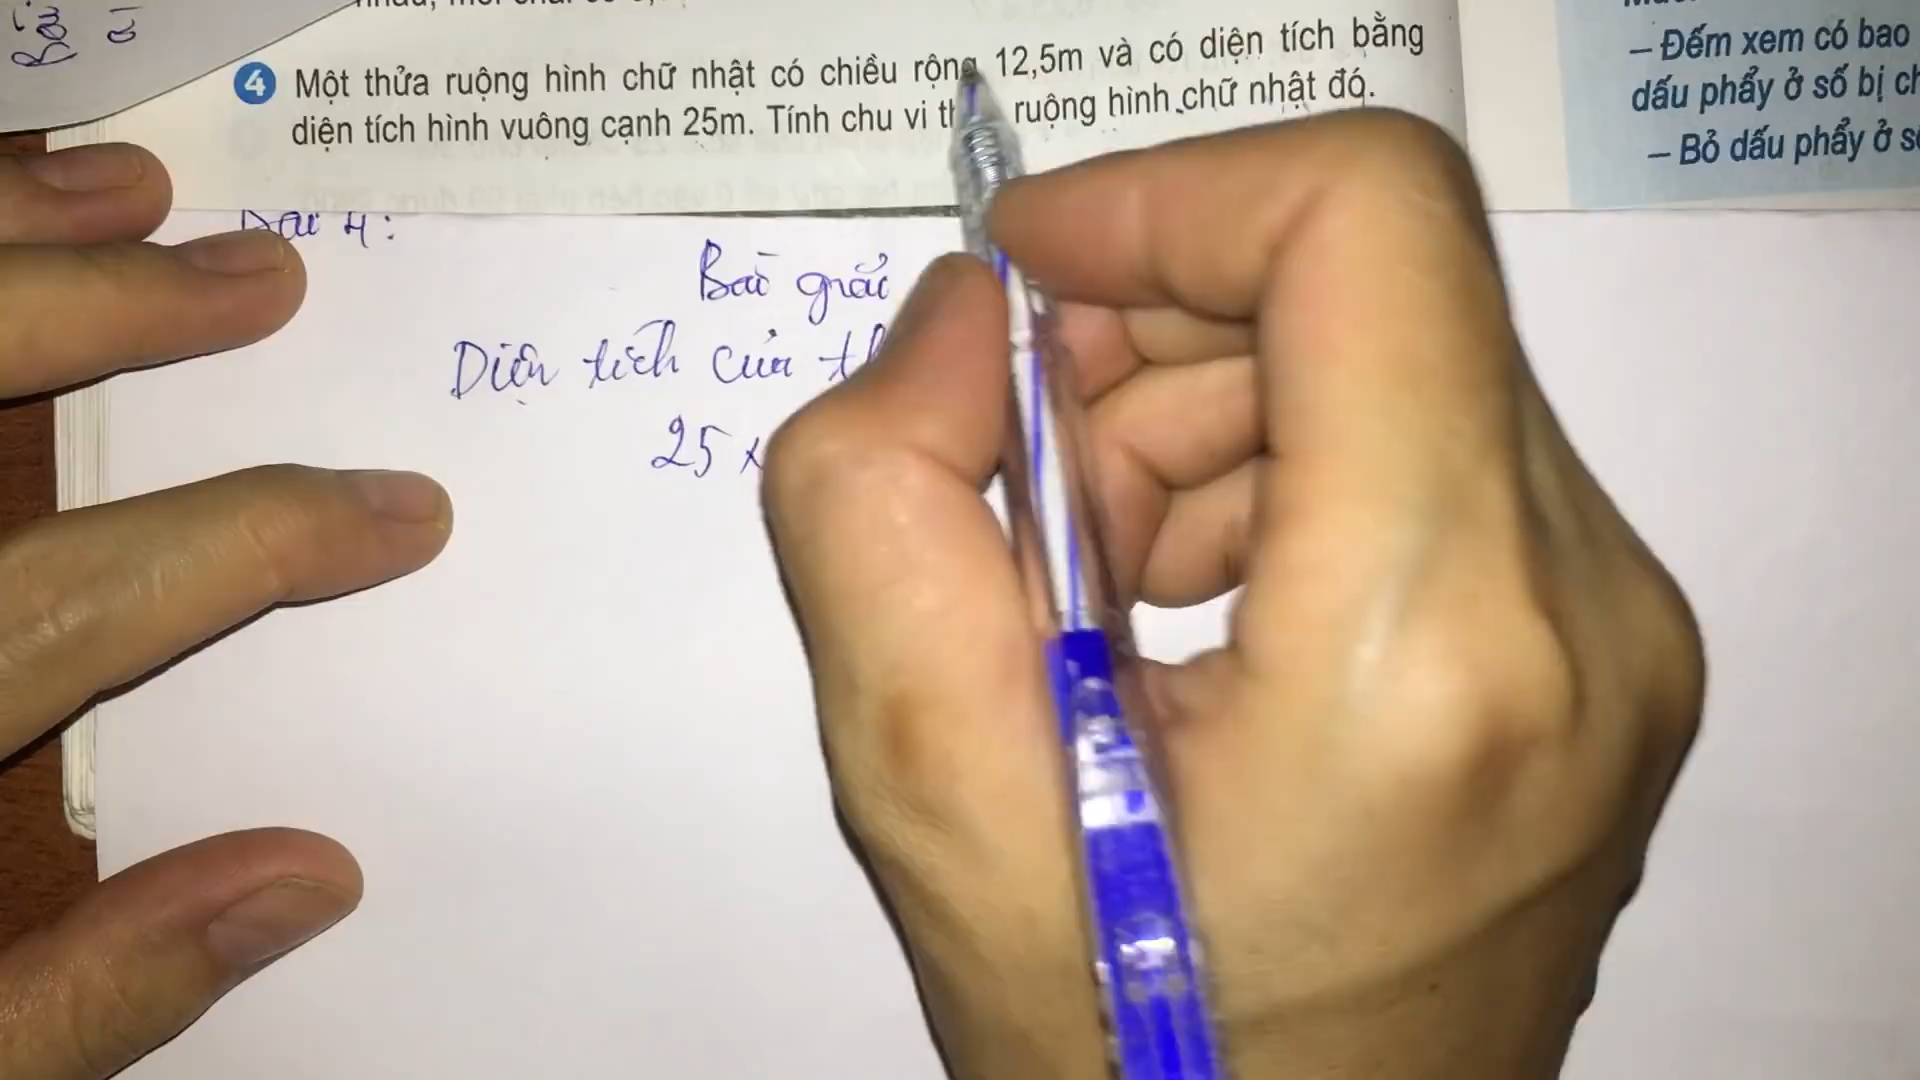 4 Một thửa ruộng hình chữ nhật có chiều rộng 12,5m và có diện tích bằng
diện tích hình vuông cạnh 25m. Tính chu vi ruộng hình chữ nhật đó.
– Đếm xem có bao
dấu phẩy ở số bị
– Bỏ dấu phẩy ở
Bài 4:
Bài giải
Diện tích của
25 x